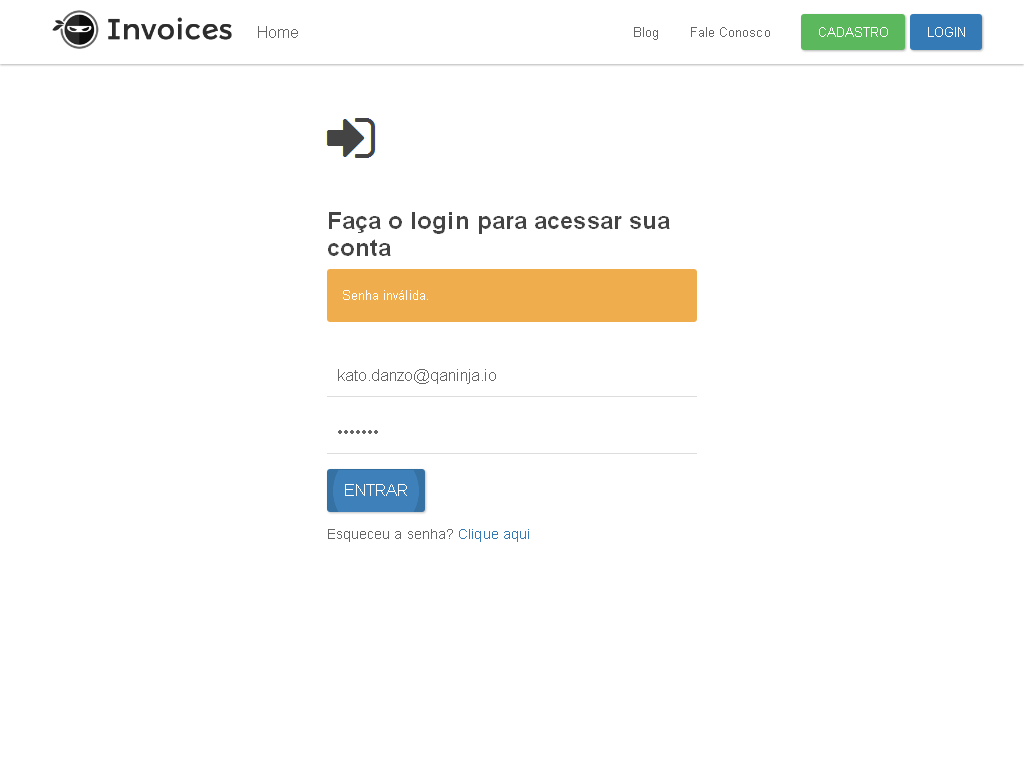 Invoices Home Blog Fale Conosco CADASTRO LOGIN
Faça o login para acessar sua
conta
Senha inválida.
kato.danzo@qaninja.io
•••••••
ENTRAR
Esqueceu a senha? Clique aqui